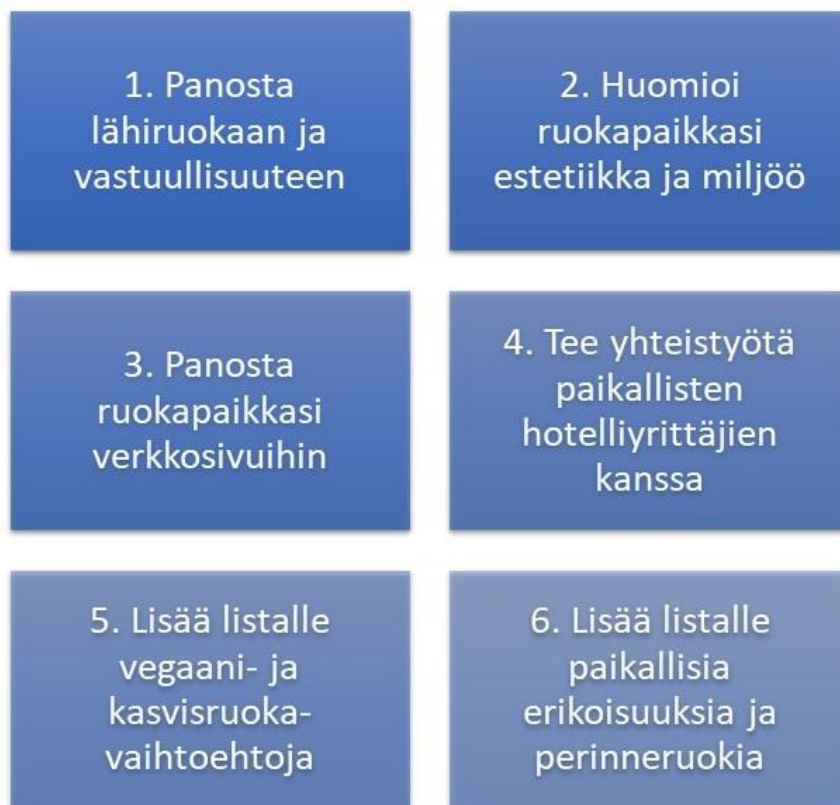 1. Panosta
lähiruokaan ja
vastuullisuuteen
2. Huomioi
ruokapaikkasi
estetiikka ja miljöö
3. Panosta
ruokapaikkasi
verkkosivuihin
4. Tee yhteistyötä
paikallisten
hotelliyrittäjien
kanssa
5. Lisää listalle
vegaani- ja
kasvisruoka-
vaihtoehtoja
6. Lisää listalle
paikallisia
erikoisuuksia ja
perinneruokia